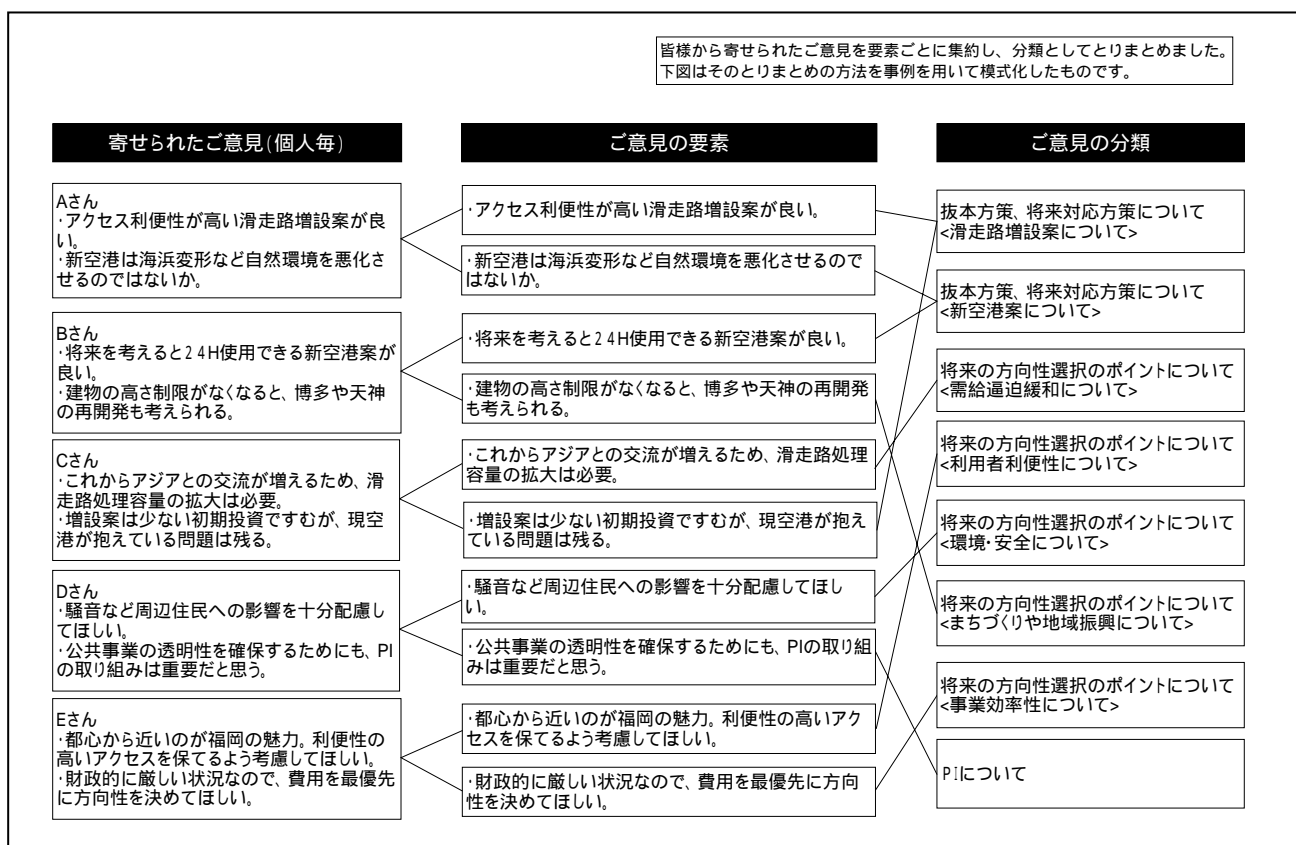 皆様から寄せられたご意見を要素ごとに集約し、分類としてとりまとめました。
下図はそのとりまとめの方法を事例を用いて模式化したものです。
寄せられたご意見(個人毎)
Aさん
･アクセス利便性が高い滑走路増設案が良
い。
･新空港は海浜変形など自然環境を悪化さ
せるのではないか。
Bさん
･将来を考えると24H使用できる新空港案が
良い。
･建物の高さ制限がなくなると、博多や天神
の再開発も考えられる。
Cさん
･これからアジアとの交流が増えるため、滑
走路処理容量の拡大は必要。
･増設案は少ない初期投資ですむが、現空
港が抱えている問題は残る。
Dさん
･騒音など周辺住民への影響を十分配慮し
てほしい。
･公共事業の透明性を確保するためにも、PI
の取り組みは重要だと思う。
Eさん
･都心から近いのが福岡の魅力。利便性の
高いアクセスを保てるよう考慮してほしい。
･財政的に厳しい状況なので、費用を最優先
に方向性を決めてほしい。
ご意見の要素
･アクセス利便性が高い滑走路増設案が良い。
･新空港は海浜変形など自然環境を悪化させるので
はないか。
･将来を考えると24H使用できる新空港案が良い。
･建物の高さ制限がなくなると、博多や天神の再開発
も考えられる。
･これからアジアとの交流が増えるため、滑走路処理
容量の拡大は必要。
･増設案は少ない初期投資ですむが、現空港が抱え
ている問題は残る。
･騒音など周辺住民への影響を十分配慮してほし
い。
･公共事業の透明性を確保するためにも、PIの取り組
みは重要だと思う。
･都心から近いのが福岡の魅力。利便性の高いアク
セスを保てるよう考慮してほしい。
･財政的に厳しい状況なので、費用を最優先に方向
性を決めてほしい。
ご意見の分類
抜本方策、将来対応方策について
<滑走路増設案について>
抜本方策、将来対応方策について
<新空港案について>
将来の方向性選択のポイントについて
<需給逼迫緩和について>
将来の方向性選択のポイントについて
<利用者利便性について>
将来の方向性選択のポイントについて
<環境･安全について>
将来の方向性選択のポイントについて
<まちづくりや地域振興について>
将来の方向性選択のポイントについて
<事業効率性について>
PIについて